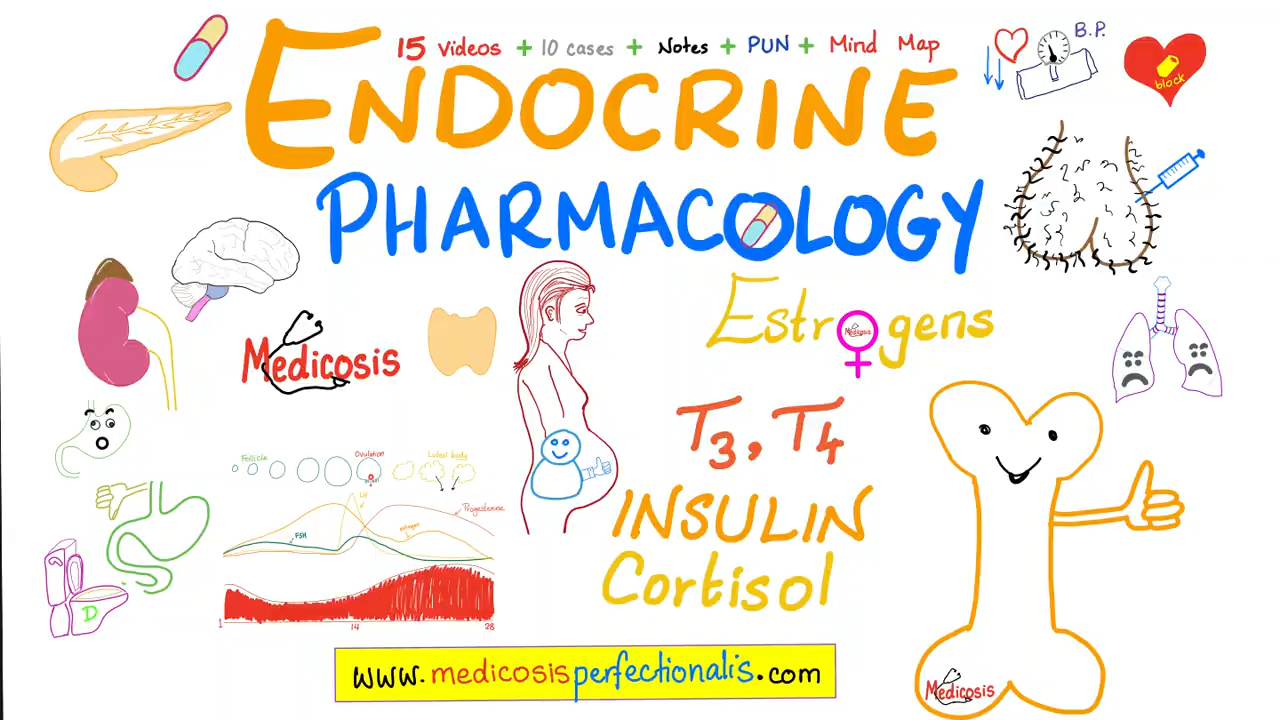 15 Videos + 10 cases + Notes + PUN + Mind Map
B.P.
block
ENDOCRINE
PHARMACOLOGY
Estrogens
Medicosis
Medicosis
T3, T4
Follicle
Ovulation
Luteal body
LH
Progesterone
estrogen
FSH
INSULIN
Cortisol
D
1 14 28
www.medicosisperfectionalis.com
Medicosis